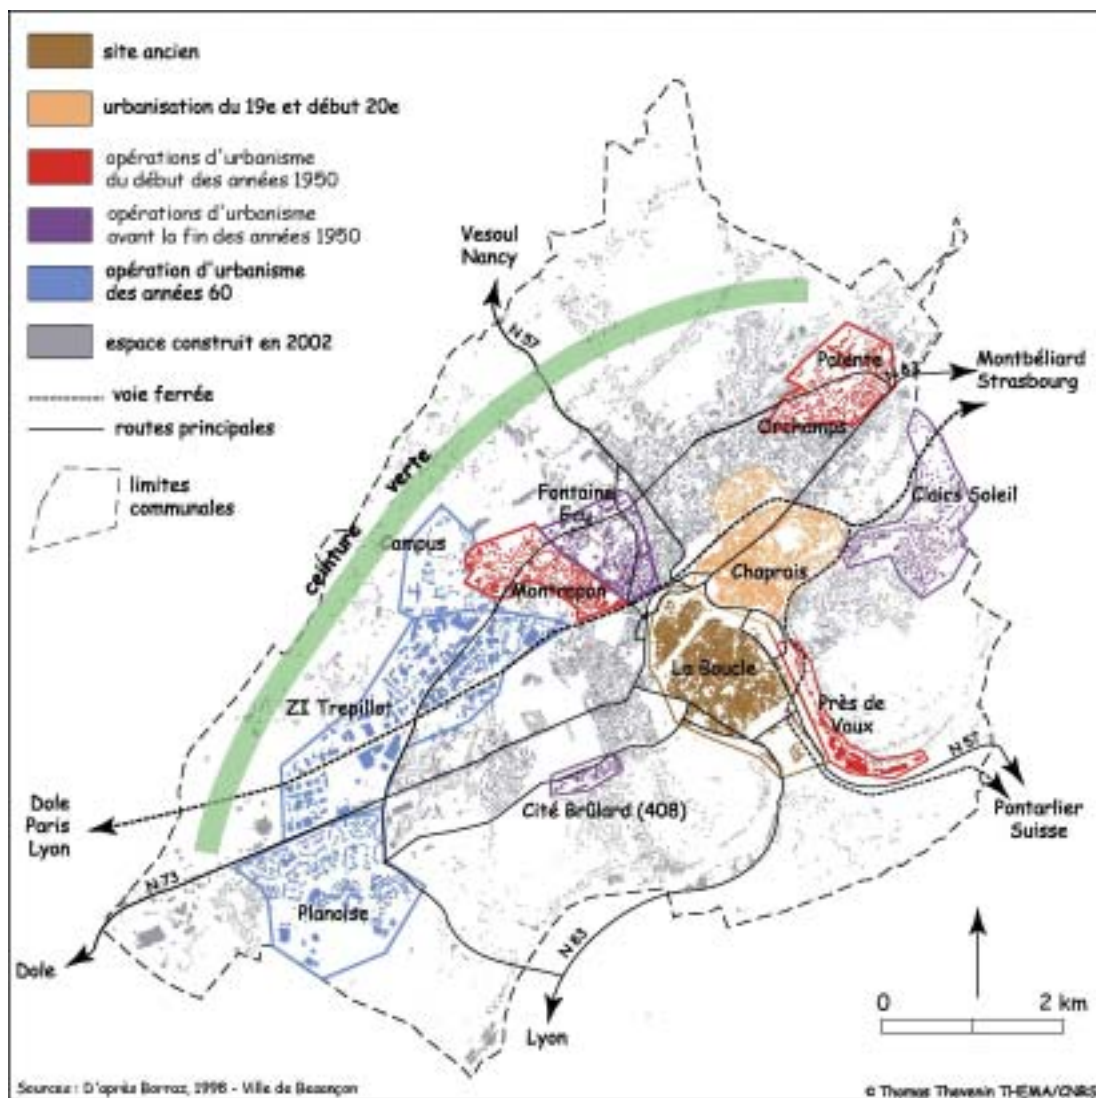 site ancien
urbanisation du 19e et début 20e
opérations d'urbanisme
du début des années 1950
opérations d'urbanisme
avant la fin des années 1950
opération d'urbanisme
des années 60
espace construit en 2002
voie ferrée
routes principales
limites
communales
Vesoul
Nancy
N 57
Palente
N 63
Montbéliard
Strasbourg
Orchamps
verte
ceinture
Fontaine
Ecu
Clairs Soleil
Campus
Montrapon
Chaprais
La Boucle
ZI Trepillot
Près de
Vaux
N 57
Dole
Paris
Lyon
Cité Brûlard (408)
Pontarlier
Suisse
N 73
Planoise
Dole
N 63
Lyon
0 2 km
Sources : D'après Barraz, 1998 - Ville de Besançon
© Thomas Thevenin THEMA/CNRS